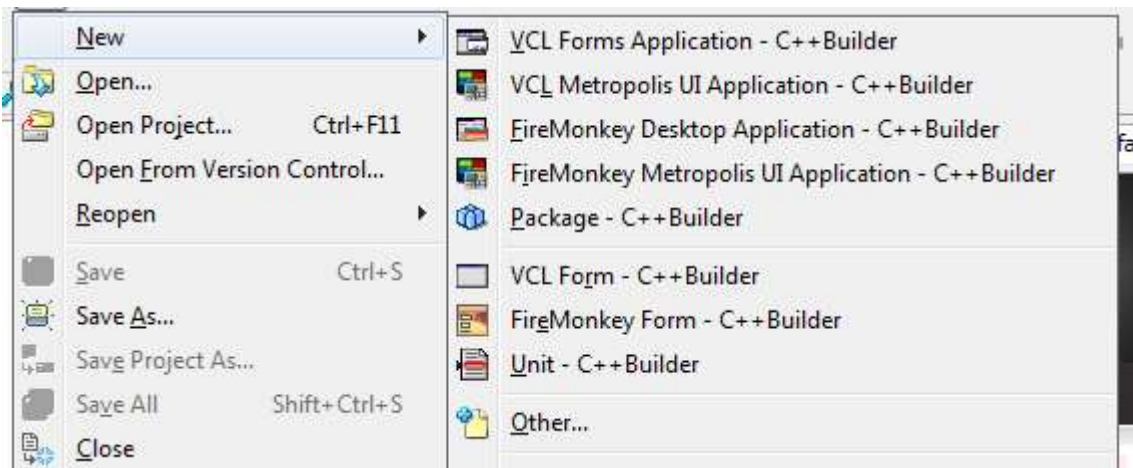 New
Open...
Open Project... Ctrl+F11
Open From Version Control...
Reopen
Save Ctrl+S
Save As...
Save Project As...
Save All Shift+Ctrl+S
Close
VCL Forms Application - C++Builder
VCL Metropolis UI Application - C++Builder
FireMonkey Desktop Application - C++Builder
FireMonkey Metropolis UI Application - C++Builder
Package - C++Builder
VCL Form - C++Builder
FireMonkey Form - C++Builder
Unit - C++Builder
Other...
fa